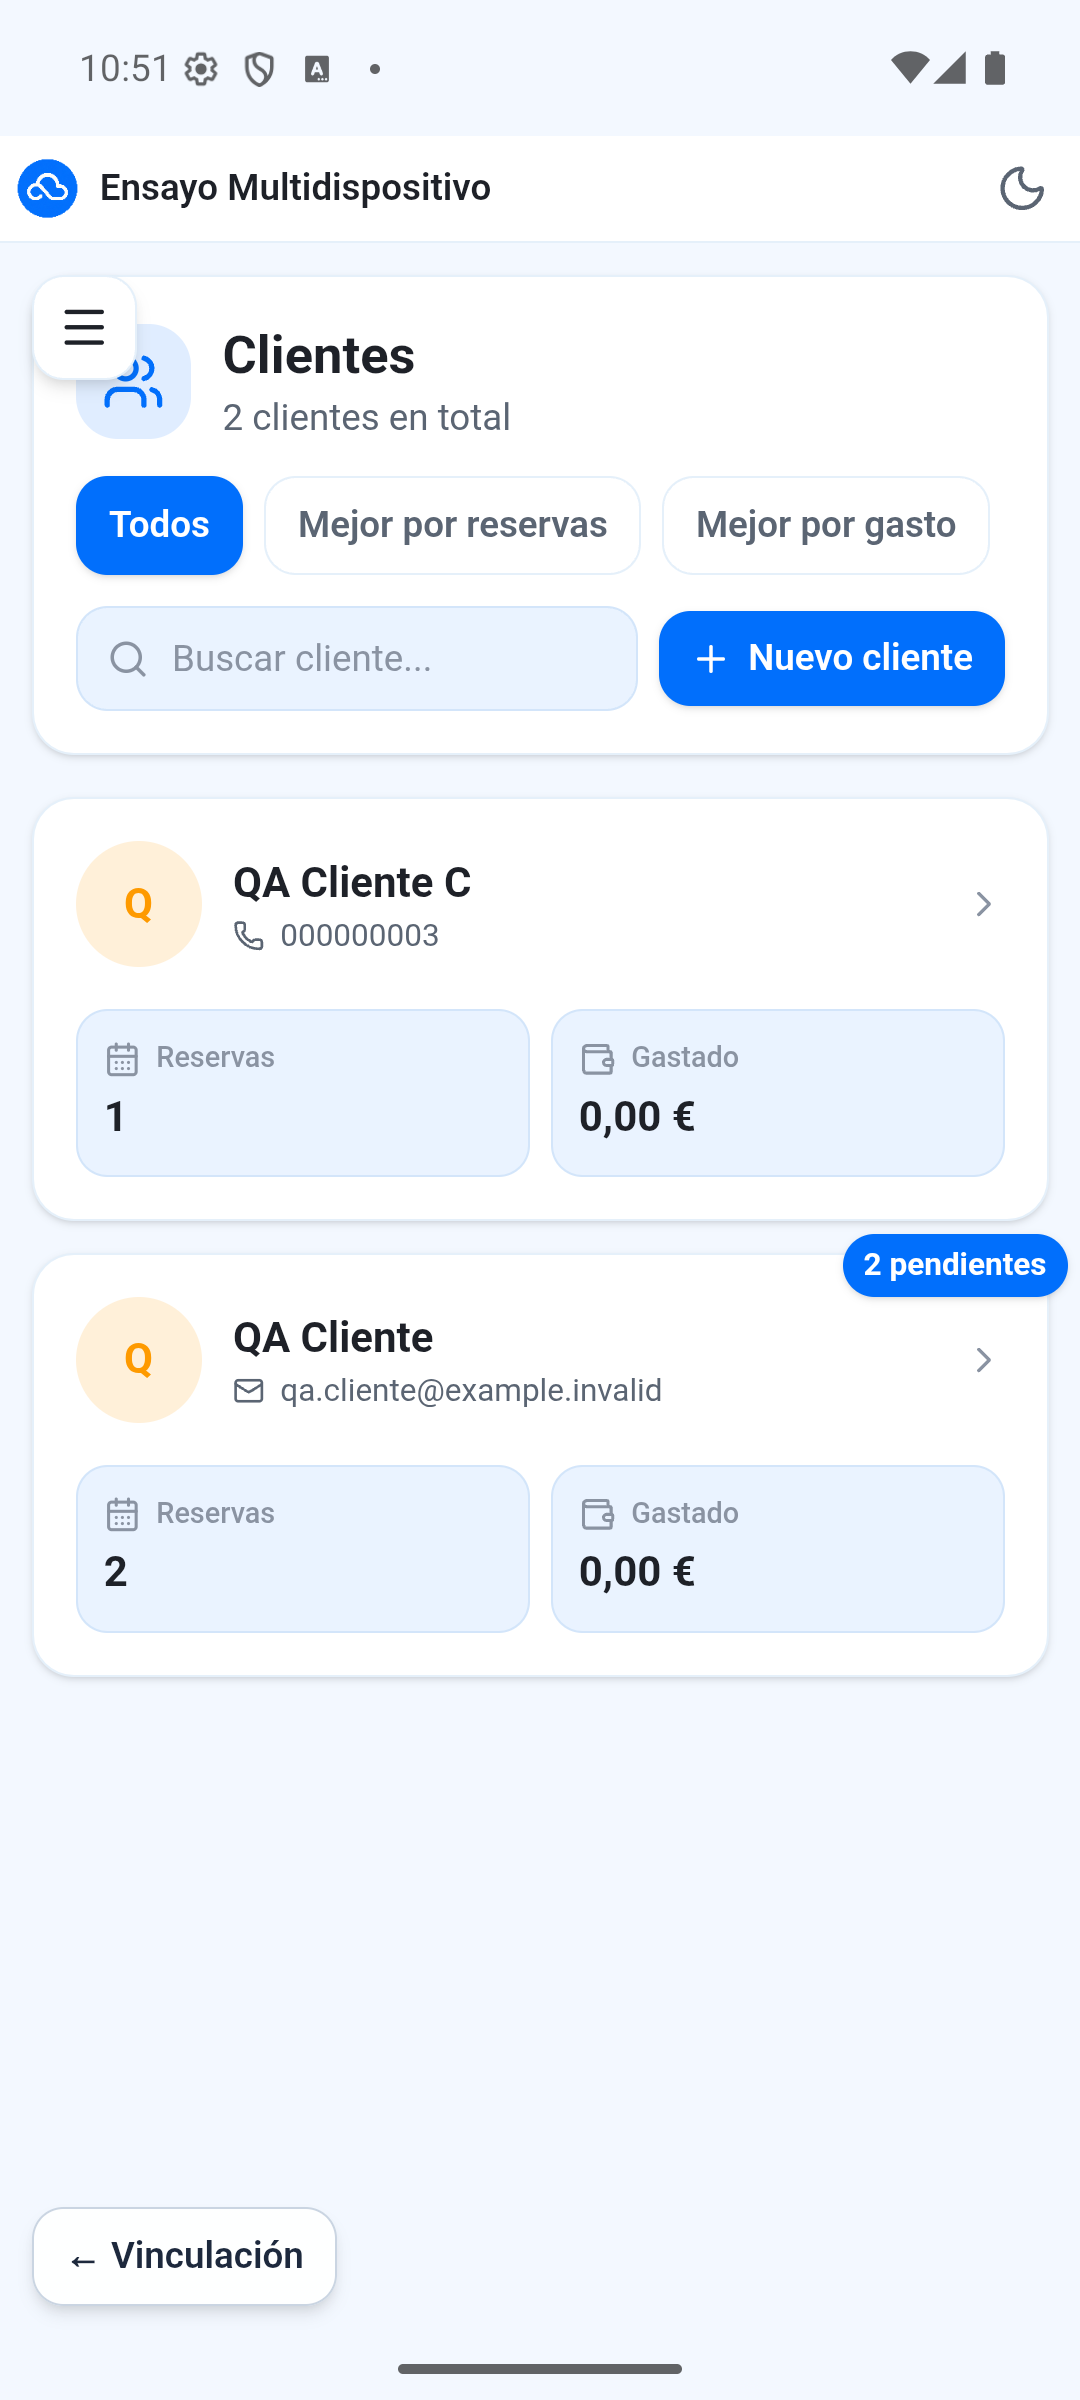 10:51
Ensayo Multidispositivo
Clientes
2 clientes en total
Todos
Mejor por reservas
Mejor por gasto
Buscar cliente...
+ Nuevo cliente
Q
QA Cliente C
000000003
Reservas
1
Gastado
0,00 €
2 pendientes
Q
QA Cliente
qa.cliente@example.invalid
Reservas
2
Gastado
0,00 €
← Vinculación